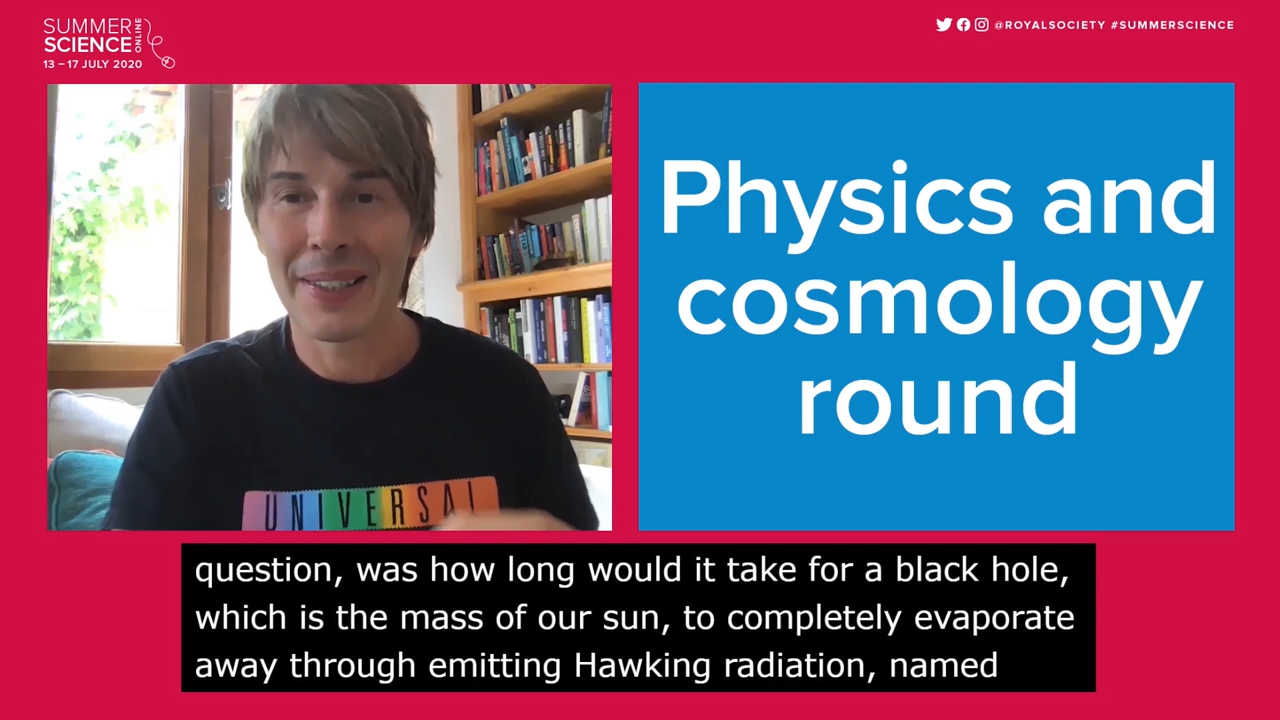 SUMMER
SCIENCE
ONLINE
13 – 17 JULY 2020
@ROYALSOCIETY #SUMMERSCIENCE
UNIVERSAL
Physics and
cosmology
round
question, was how long would it take for a black hole,
which is the mass of our sun, to completely evaporate
away through emitting Hawking radiation, named